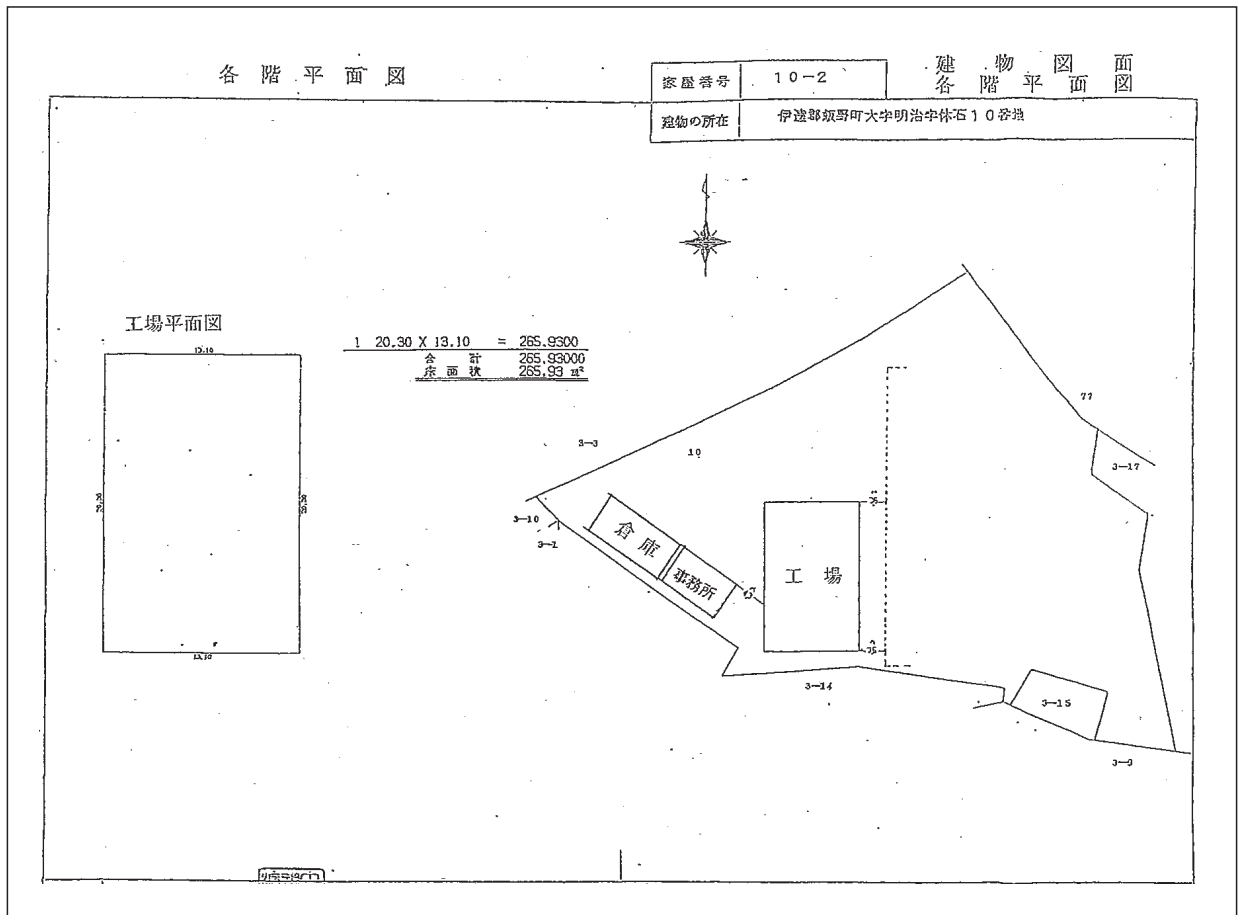 各階平面図
家屋番号 10-2
建物図面
各階平面図
建物の所在 伊達郡飯野町大字明治字休石10番地
工場平面図
13.10
20.30
20.30
13.10
1 20.30 X 13.10 = 265.9300
合計 265.93000
床面積 265.93 m²
3-3
10
77
3-17
3-10
3-1
倉庫
事務所
工場
3-14
3-15
3-9